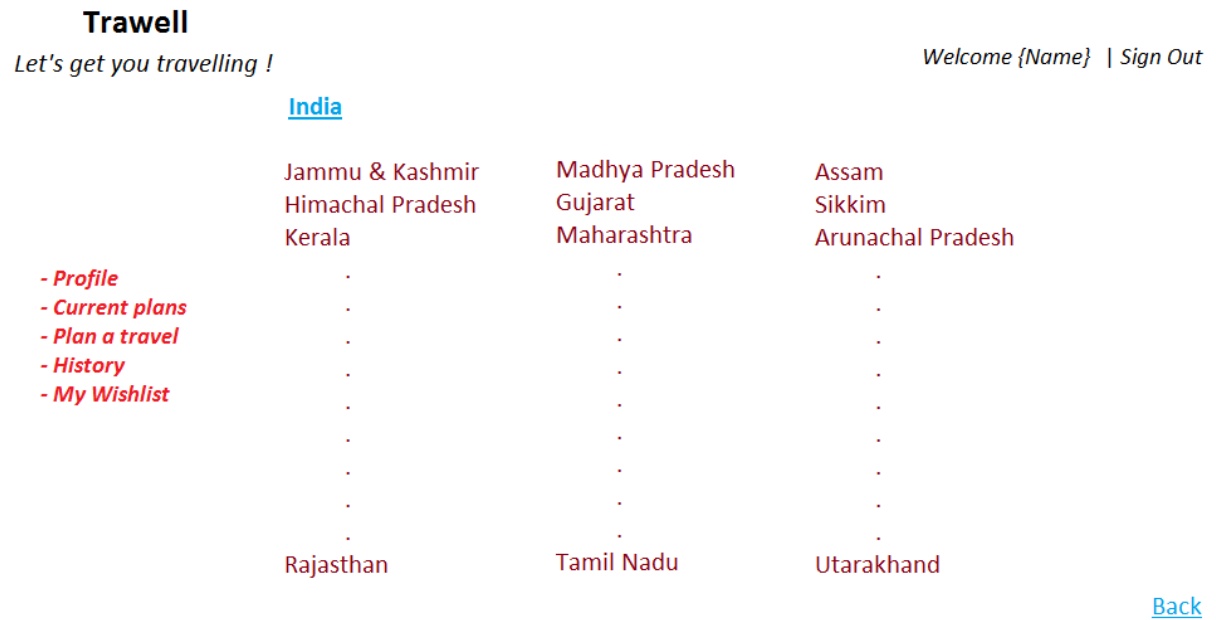 Trawell
Let's get you travelling !
Welcome {Name} | Sign Out
India
Jammu & Kashmir
Himachal Pradesh
Kerala
.
.
.
.
.
.
.
.
.
Rajasthan
Madhya Pradesh
Gujarat
Maharashtra
.
.
.
.
.
.
.
.
.
Tamil Nadu
Assam
Sikkim
Arunachal Pradesh
.
.
.
.
.
.
.
.
.
Utarakhand
- Profile
- Current plans
- Plan a travel
- History
- My Wishlist
Back